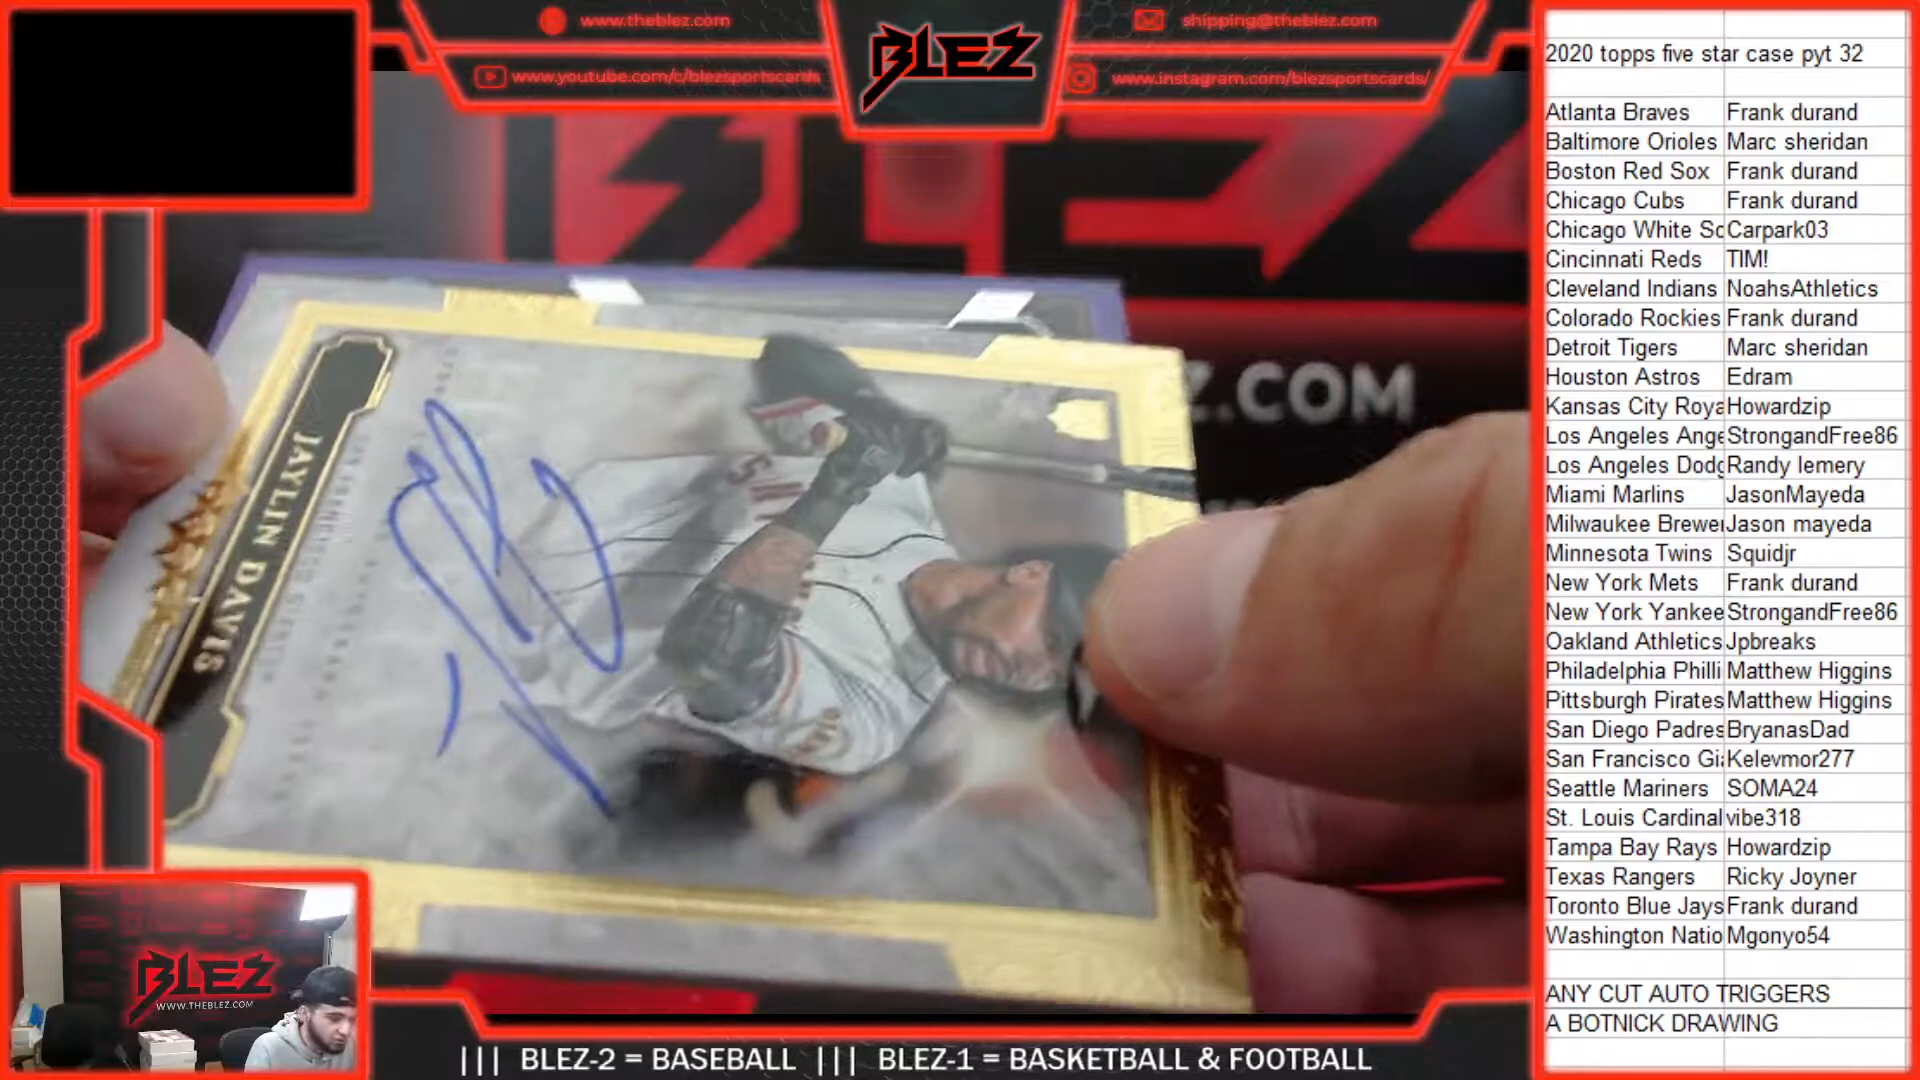 www.theblez.com
www.youtube.com/c/blezsportscards
BLEZ
shipping@theblez.com
www.instagram.com/blezsportscards/
Z.COM
JAYLIN DAVIS
BLEZ
WWW.THEBLEZ.COM
||| BLEZ-2 = BASEBALL ||| BLEZ-1 = BASKETBALL & FOOTBALL
2020 topps five star case pyt 32
Atlanta Braves Frank durand
Baltimore Orioles Marc sheridan
Boston Red Sox Frank durand
Chicago Cubs Frank durand
Chicago White So Carpark03
Cincinnati Reds TIM!
Cleveland Indians NoahsAthletics
Colorado Rockies Frank durand
Detroit Tigers Marc sheridan
Houston Astros Edram
Kansas City Roya Howardzip
Los Angeles Ange StrongandFree86
Los Angeles Dodg Randy lemery
Miami Marlins JasonMayeda
Milwaukee Brewer Jason mayeda
Minnesota Twins Squidjr
New York Mets Frank durand
New York Yankee StrongandFree86
Oakland Athletics Jpbreaks
Philadelphia Philli Matthew Higgins
Pittsburgh Pirates Matthew Higgins
San Diego Padres BryanasDad
San Francisco Gia Kelevmor277
Seattle Mariners SOMA24
St. Louis Cardinal vibe318
Tampa Bay Rays Howardzip
Texas Rangers Ricky Joyner
Toronto Blue Jays Frank durand
Washington Natio Mgonyo54
ANY CUT AUTO TRIGGERS
A BOTNICK DRAWING